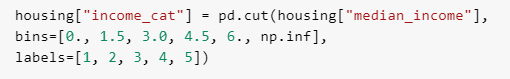 housing["income_cat"] = pd.cut(housing["median_income"],
bins=[0., 1.5, 3.0, 4.5, 6., np.inf],
labels=[1, 2, 3, 4, 5])